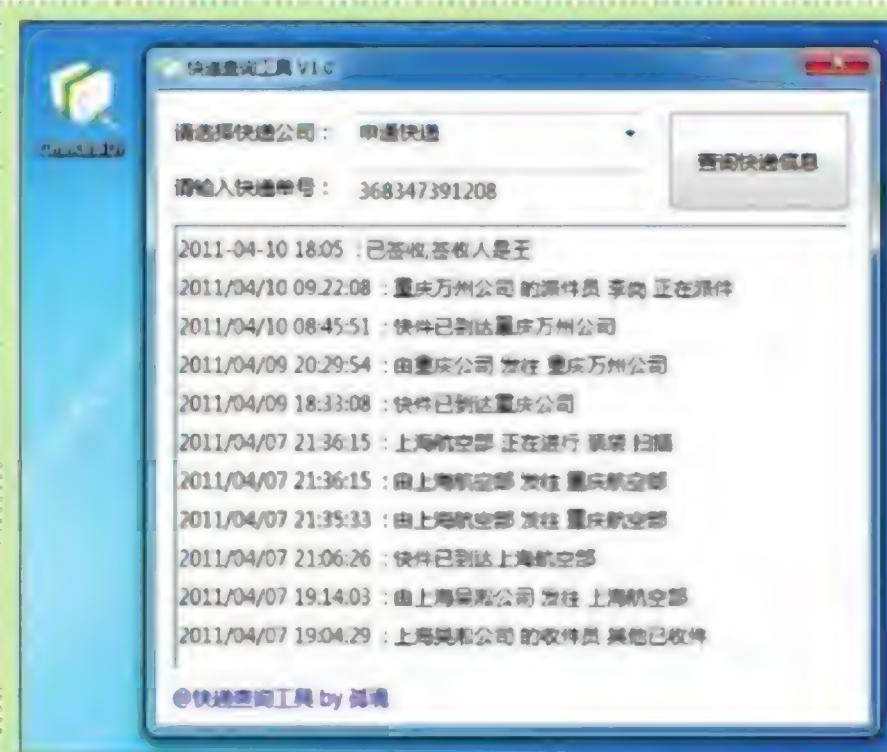 快递查询工具 V1.0
请选择快递公司： 申通快递
查询快递信息
请输入快递单号： 368347391208
2011-04-10 18:05 : 已签收,签收人是王
2011/04/10 09:22:08 : 重庆万州公司 的派件员 李岗 正在派件
2011/04/10 08:45:51 : 快件已到达重庆万州公司
2011/04/09 20:29:54 : 由重庆公司 发往 重庆万州公司
2011/04/09 18:33:08 : 快件已到达重庆公司
2011/04/07 21:36:15 : 上海航空部 正在进行 装袋 扫描
2011/04/07 21:36:15 : 由上海航空部 发往 重庆航空部
2011/04/07 21:35:33 : 由上海航空部 发往 重庆航空部
2011/04/07 21:06:26 : 快件已到达上海航空部
2011/04/07 19:14:03 : 由上海吴淞公司 发往 上海航空部
2011/04/07 19:04:29 : 上海吴淞公司 的收件员 其他已收件
@快递查询工具 by 孤魂